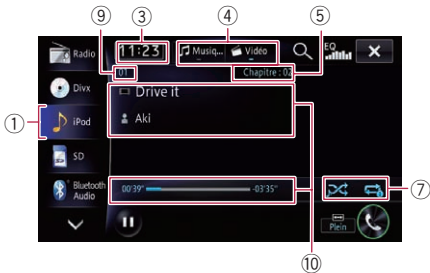 ⑨ ③ ④ ⑤
Radio
11:23
Musiq...
Vidéo
EQ
01
Chapitre : 02
Divx
Drive it
① iPod
Aki
SD
Bluetooth
Audio
00'39"
-03'35"
⑦
Plein
⑩